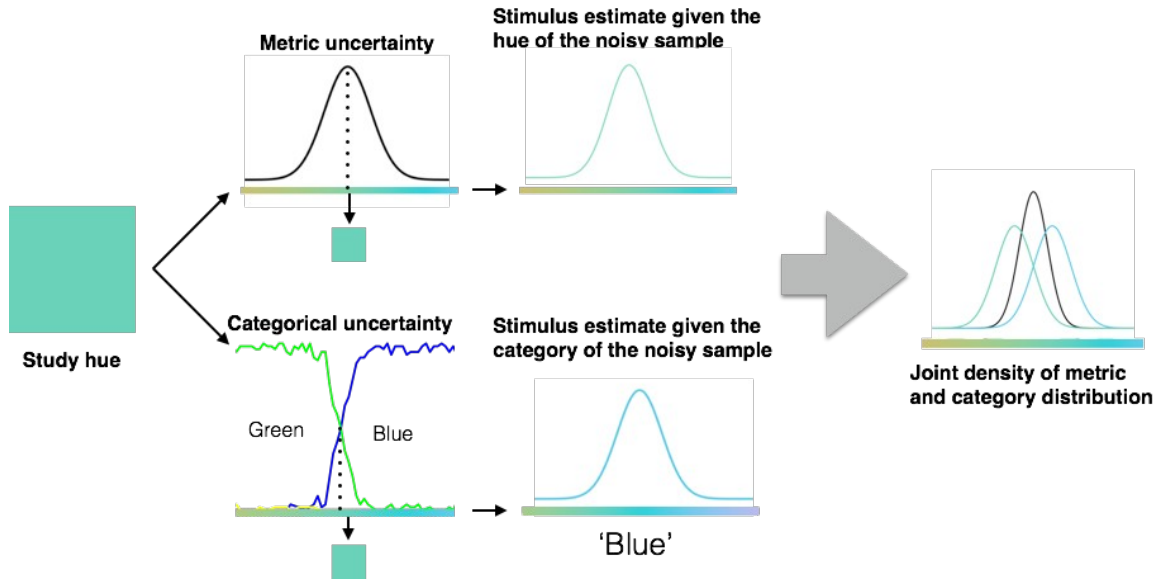 Metric uncertainty
Stimulus estimate given the
hue of the noisy sample
Study hue
Categorical uncertainty
Green
Blue
Stimulus estimate given the
category of the noisy sample
'Blue'
Joint density of metric
and category distribution